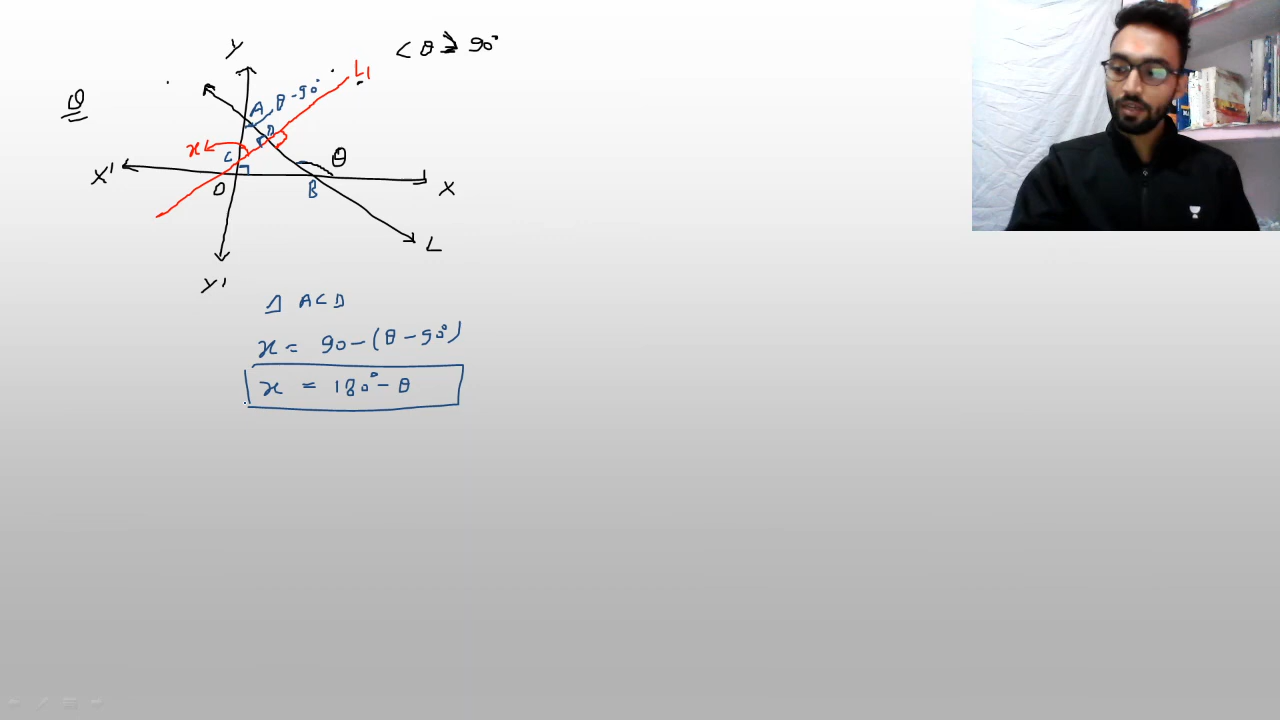 Y
< θ > 90°
L1
Q
A θ-90°
D
x
C
θ
X'
O
B
X
L
Y'
Δ ACD
x = 90-(θ-90°)
x = 180°-θ